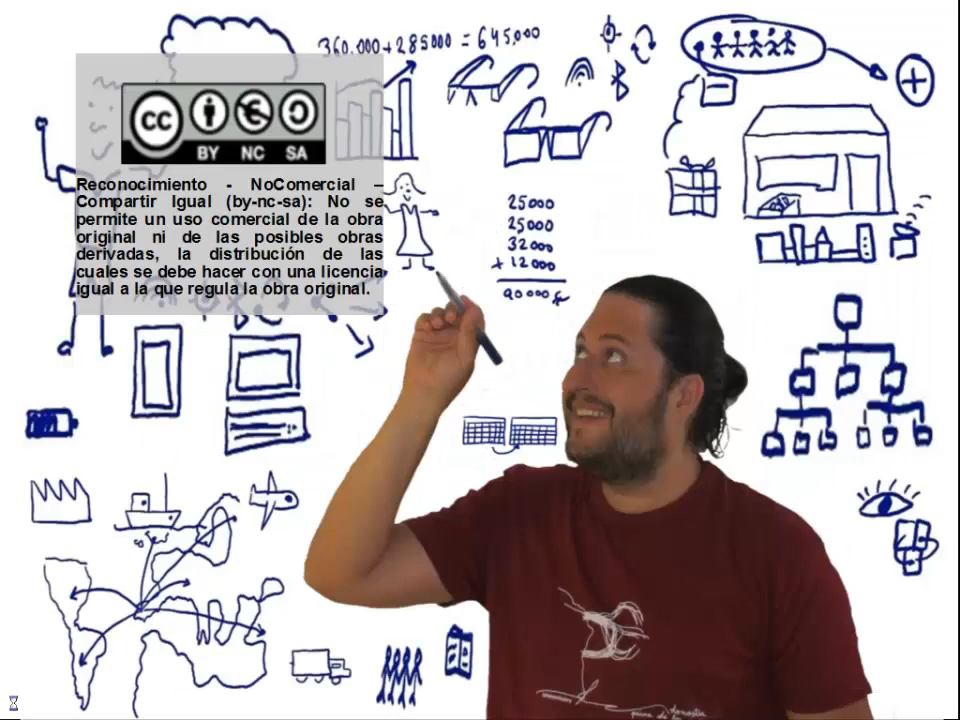 360.000+285000 = 645.000
cc
BY NC SA
Reconocimiento - NoComercial –
Compartir Igual (by-nc-sa): No se
permite un uso comercial de la obra
original ni de las posibles obras
derivadas, la distribución de las
cuales se debe hacer con una licencia
igual a la que regula la obra original.
25000
25000
32000
+ 12000
90000